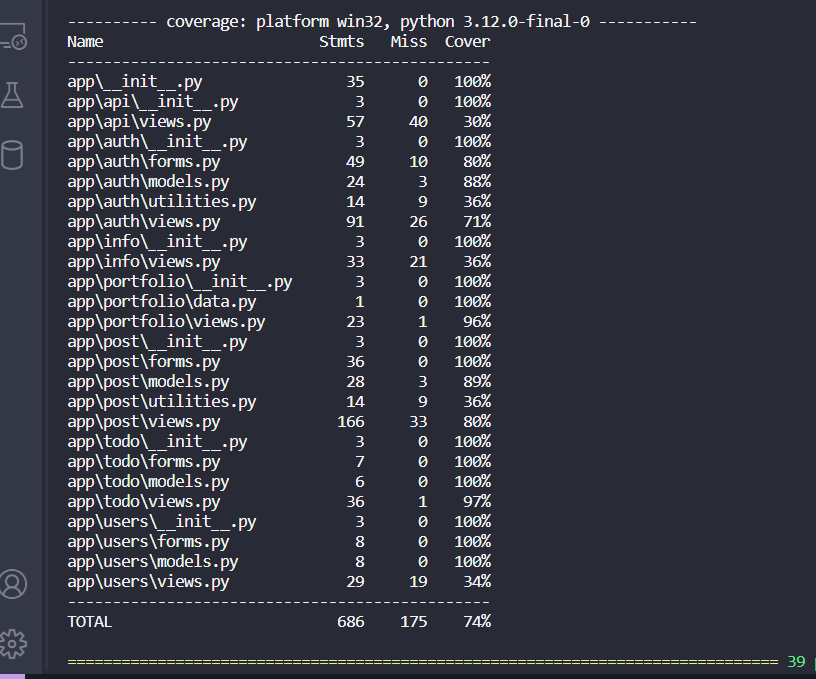 ---------- coverage: platform win32, python 3.12.0-final-0 -----------
Name                        Stmts   Miss  Cover
-----------------------------------------------
app\__init__.py                35      0   100%
app\api\__init__.py             3      0   100%
app\api\views.py               57     40    30%
app\auth\__init__.py            3      0   100%
app\auth\forms.py              49     10    80%
app\auth\models.py             24      3    88%
app\auth\utilities.py          14      9    36%
app\auth\views.py              91     26    71%
app\info\__init__.py            3      0   100%
app\info\views.py              33     21    36%
app\portfolio\__init__.py       3      0   100%
app\portfolio\data.py           1      0   100%
app\portfolio\views.py         23      1    96%
app\post\__init__.py            3      0   100%
app\post\forms.py              36      0   100%
app\post\models.py             28      3    89%
app\post\utilities.py          14      9    36%
app\post\views.py             166     33    80%
app\todo\__init__.py            3      0   100%
app\todo\forms.py               7      0   100%
app\todo\models.py              6      0   100%
app\todo\views.py              36      1    97%
app\users\__init__.py           3      0   100%
app\users\forms.py              8      0   100%
app\users\models.py             8      0   100%
app\users\views.py             29     19    34%
-----------------------------------------------
TOTAL                         686    175    74%
=============================================================================== 39